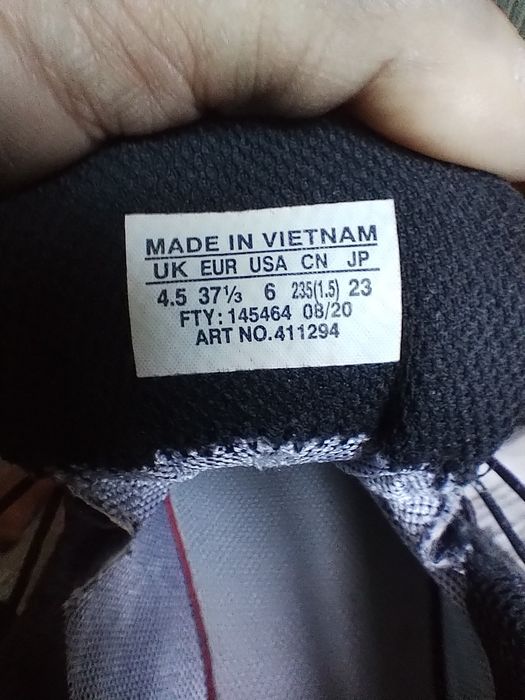 MADE IN VIETNAM
UK EUR USA CN JP
4.5 37⅓ 6 235(1.5) 23
FTY: 145464 08/20
ART NO.411294